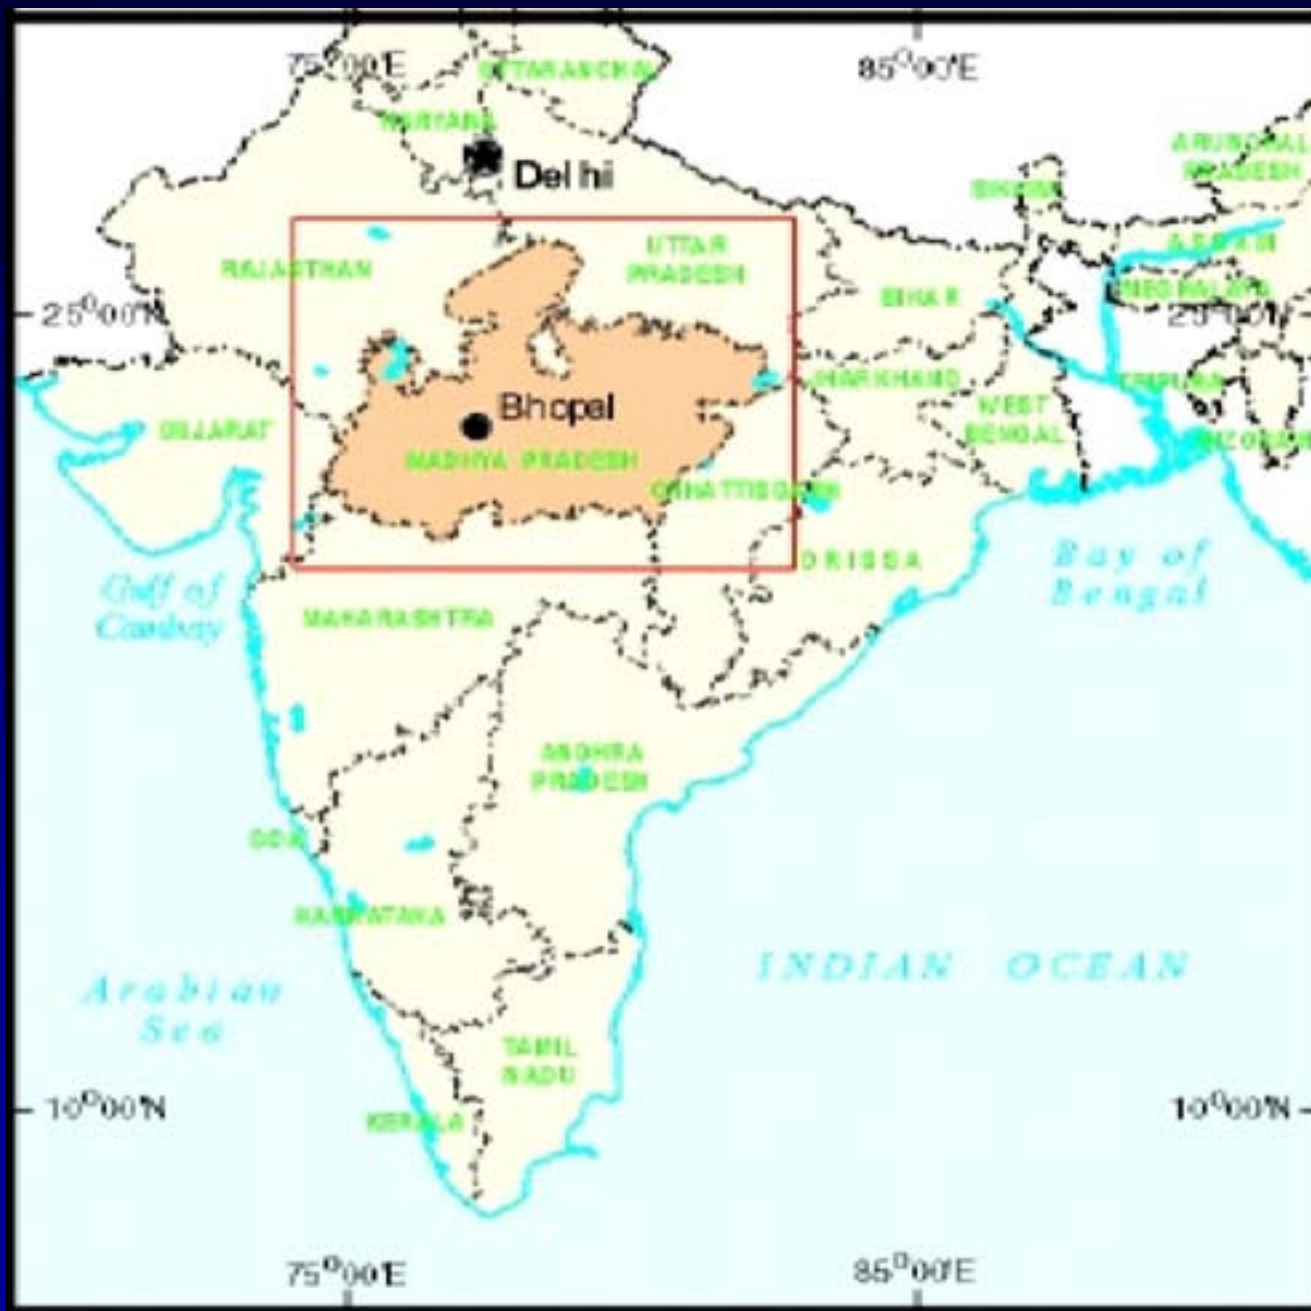 75°00'E
85°00'E
UTTARANCHAL
HARYANA
Delhi
ARUNCHAL
PRADESH
SIKKIM
ASSAM
RAJASTHAN
UTTAR
PRADESH
BIHAR
MEGHALAYA
25°00'N
25°00'N
JHARKHAND
TRIPURA
Bhopal
WEST
BENGAL
GUJARAT
MIZORAM
MADHYA PRADESH
CHHATTISGARH
ORISSA
Bay of
Bengal
Gulf of
Cambay
MAHARASHTRA
ANDHRA
PRADESH
GOA
KARNATAKA
INDIAN OCEAN
Arabian
Sea
TAMIL
NADU
10°00'N
10°00'N
KERALA
75°00'E
85°00'E